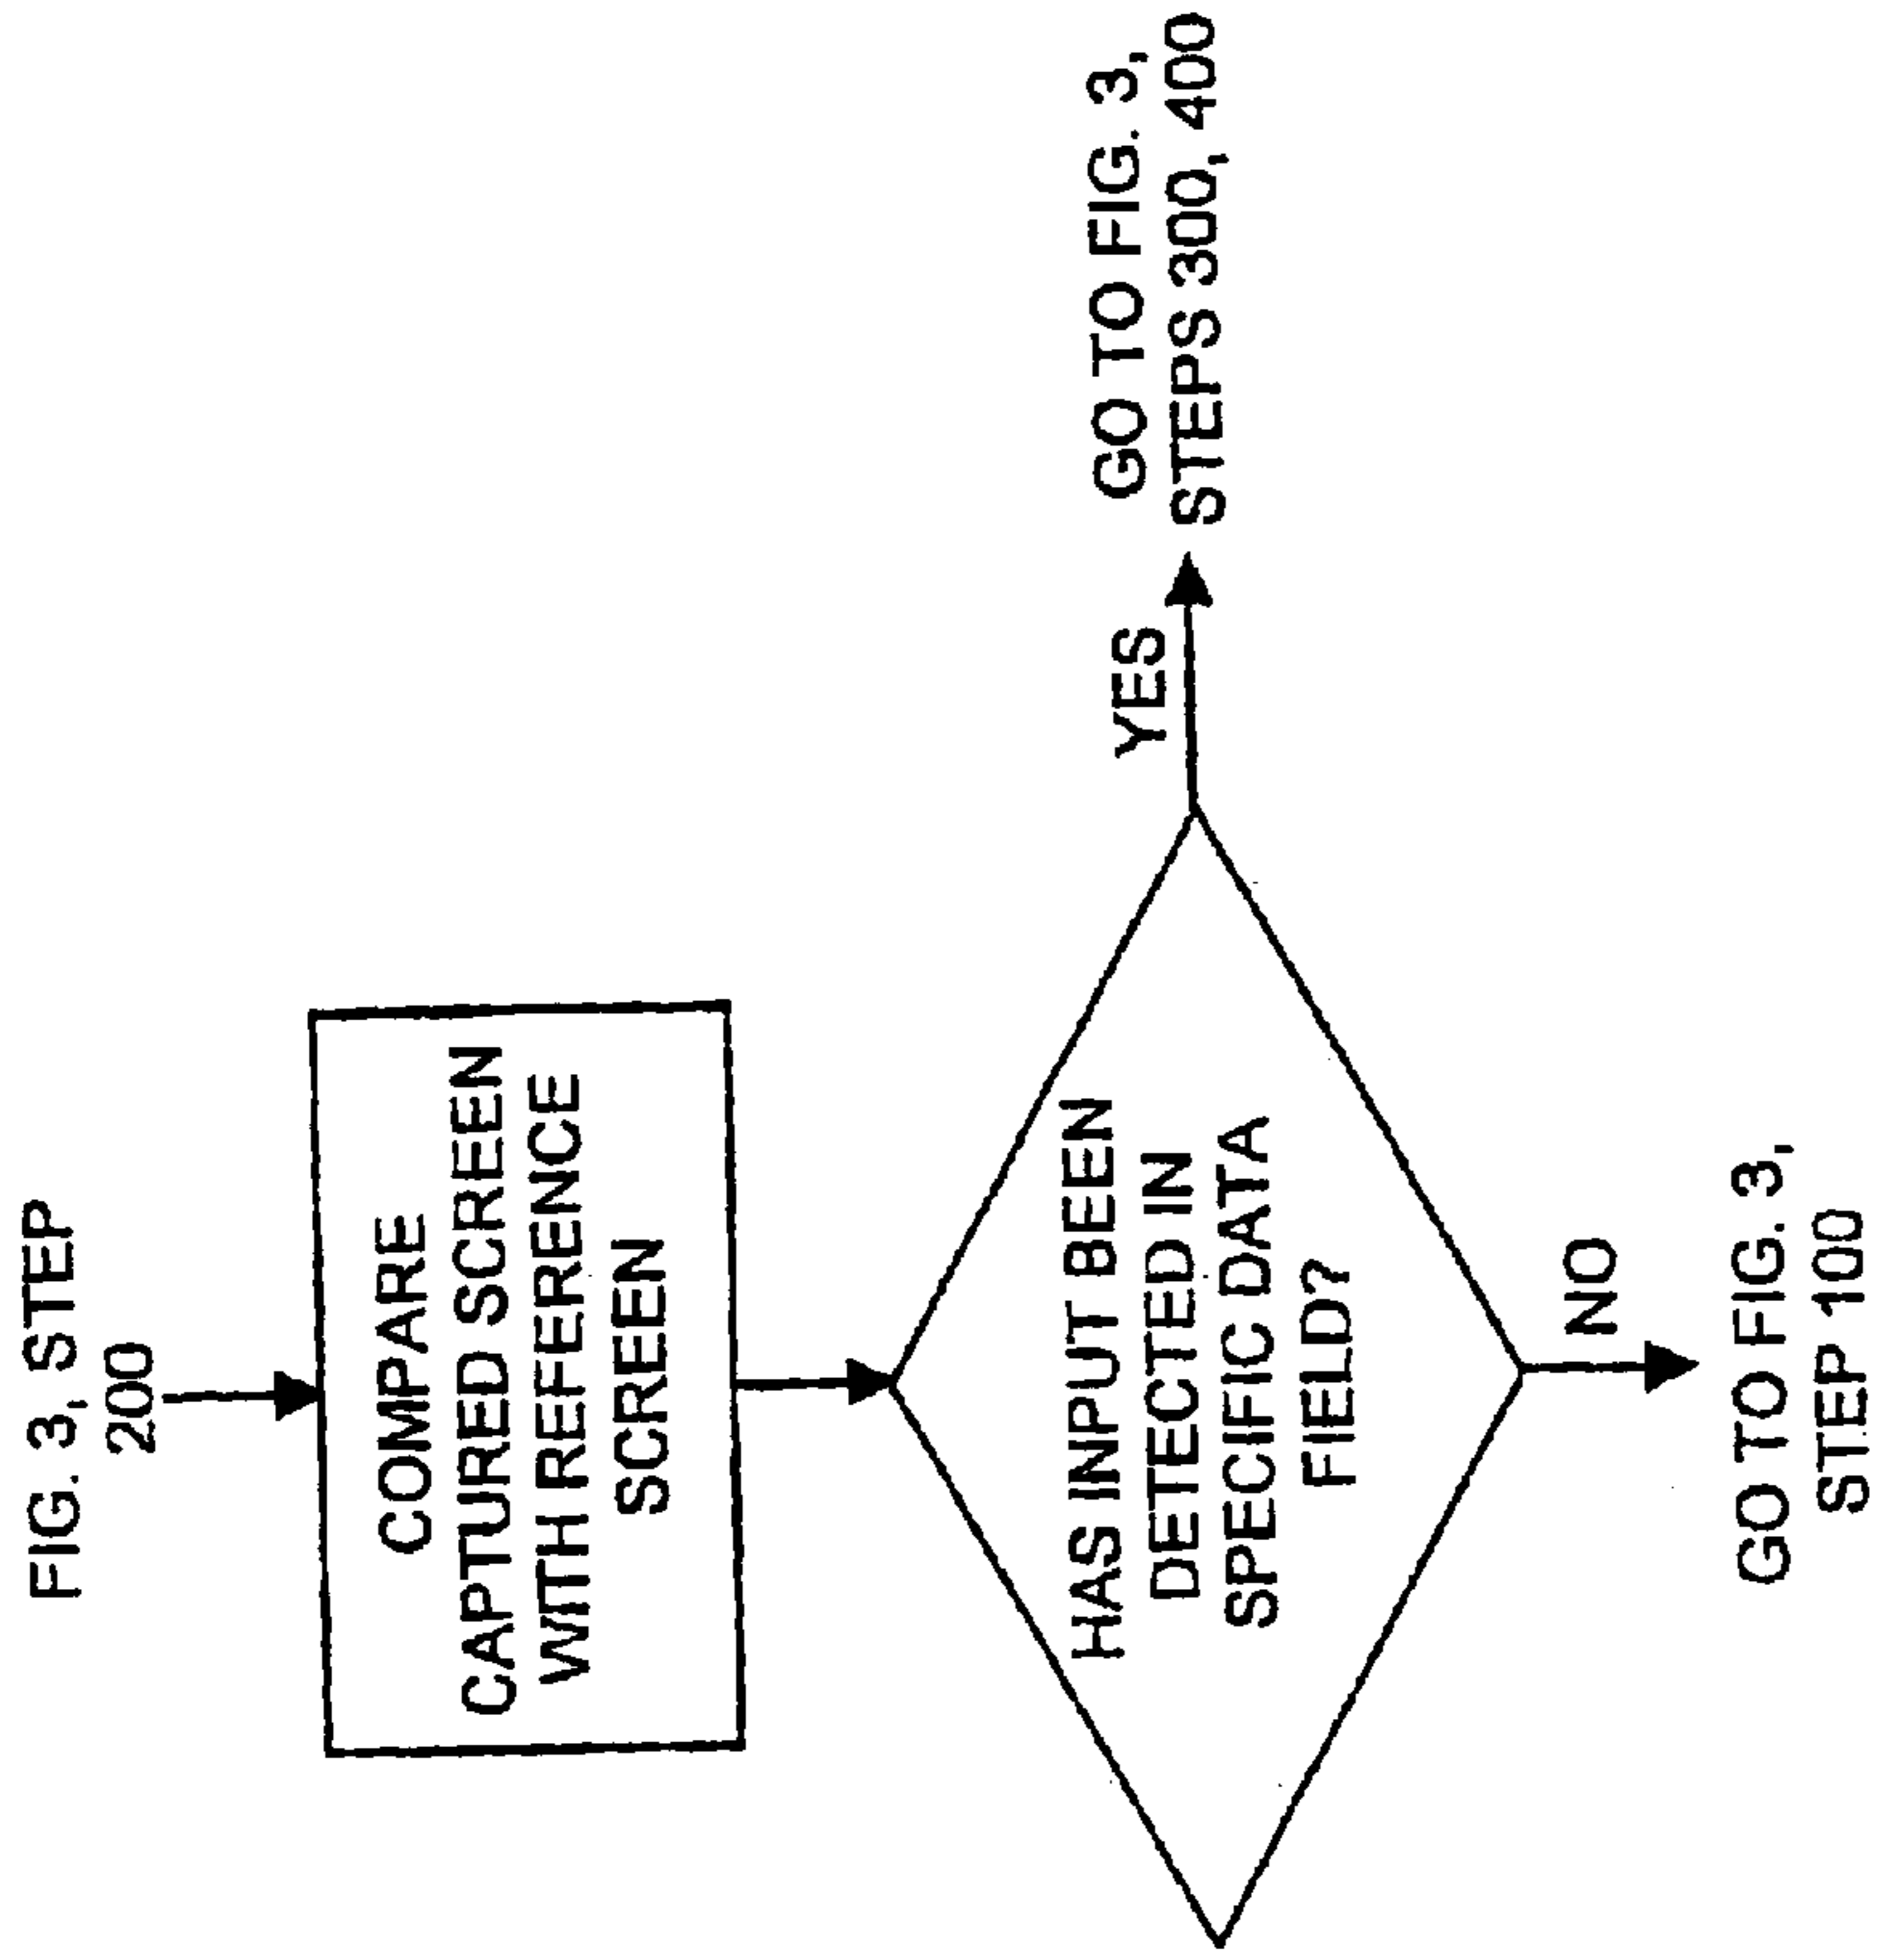 FIG. 3, STEP
200
COMPARE
CAPTURED SCREEN
WITH REFERENCE
SCREEN
HAS INPUT BEEN
DETECTED IN
SPECIFIC DATA
FIELD?
YES
GO TO FIG. 3,
STEPS 300, 400
NO
GO TO FIG. 3,
STEP 100